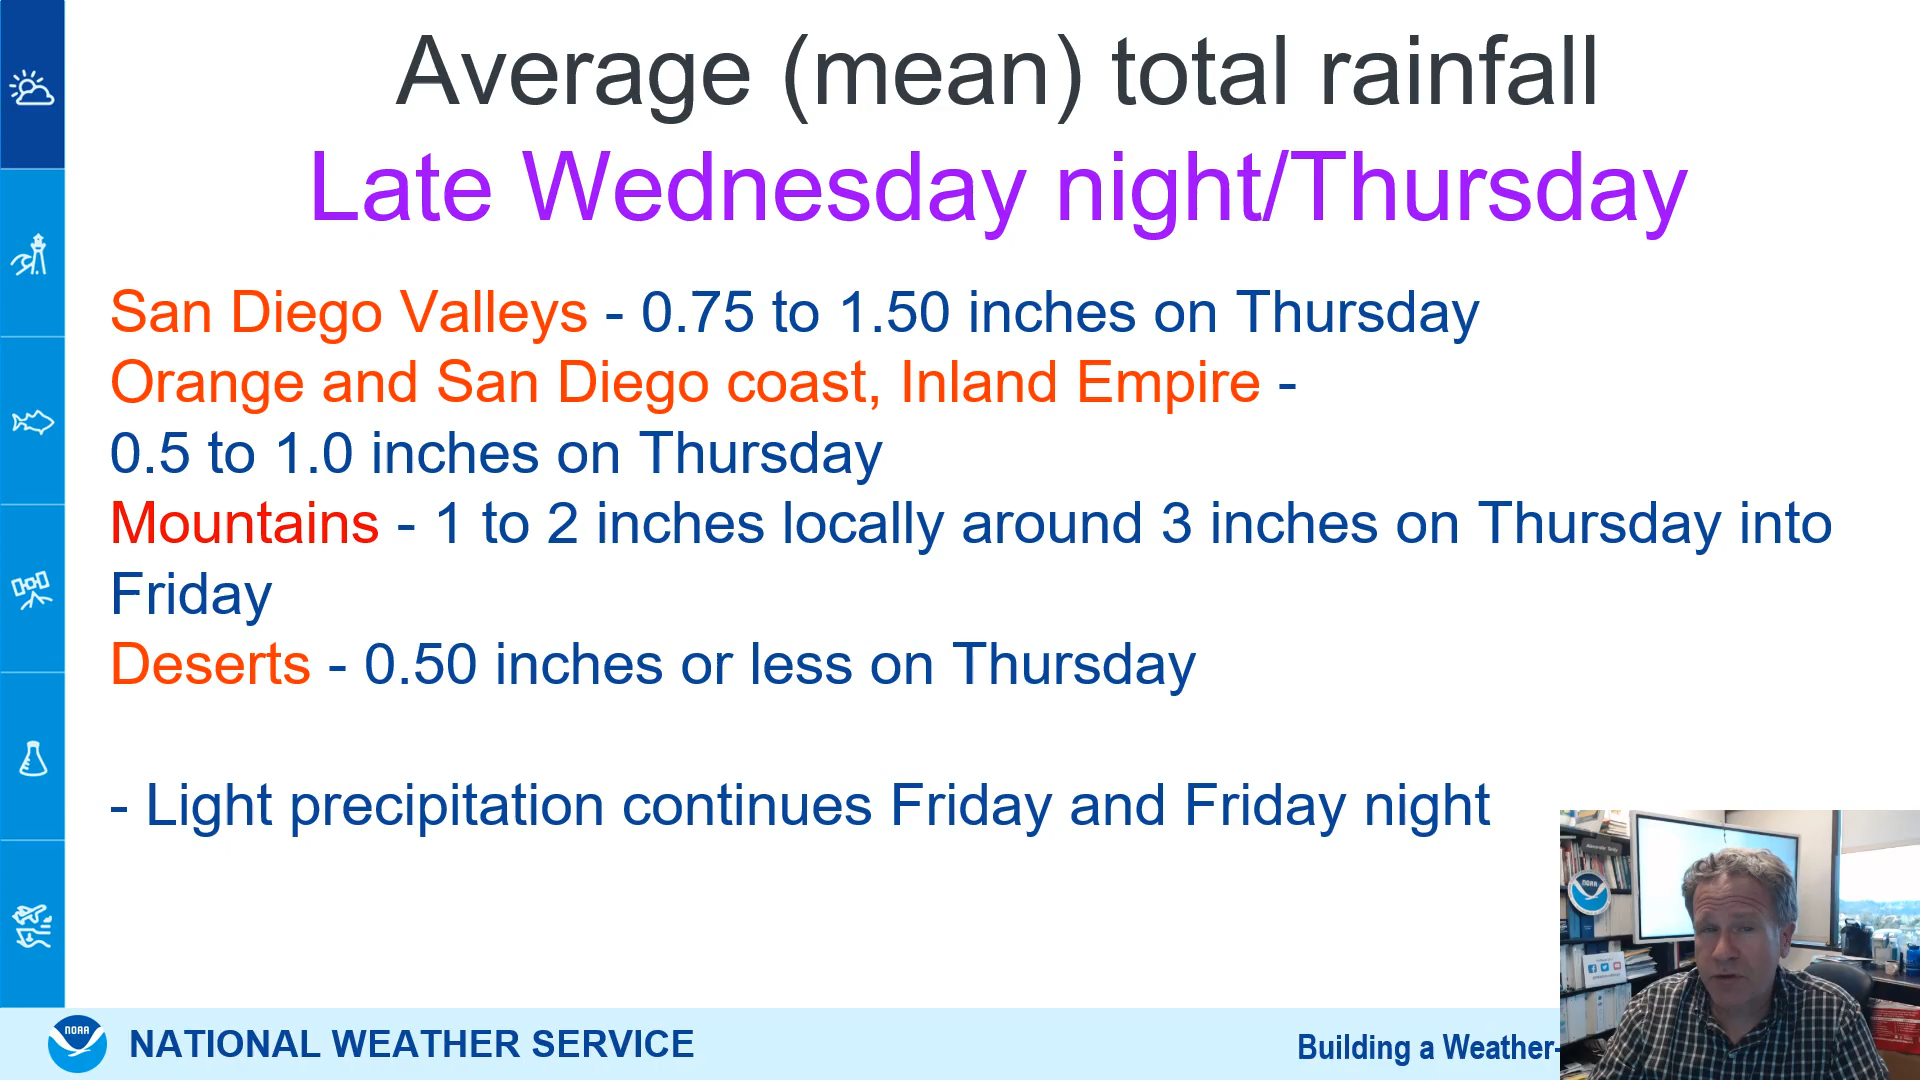 Average (mean) total rainfall
Late Wednesday night/Thursday
San Diego Valleys - 0.75 to 1.50 inches on Thursday
Orange and San Diego coast, Inland Empire -
0.5 to 1.0 inches on Thursday
Mountains - 1 to 2 inches locally around 3 inches on Thursday into
Friday
Deserts - 0.50 inches or less on Thursday
- Light precipitation continues Friday and Friday night
NOAA
NOAA
NATIONAL WEATHER SERVICE
Building a Weather-